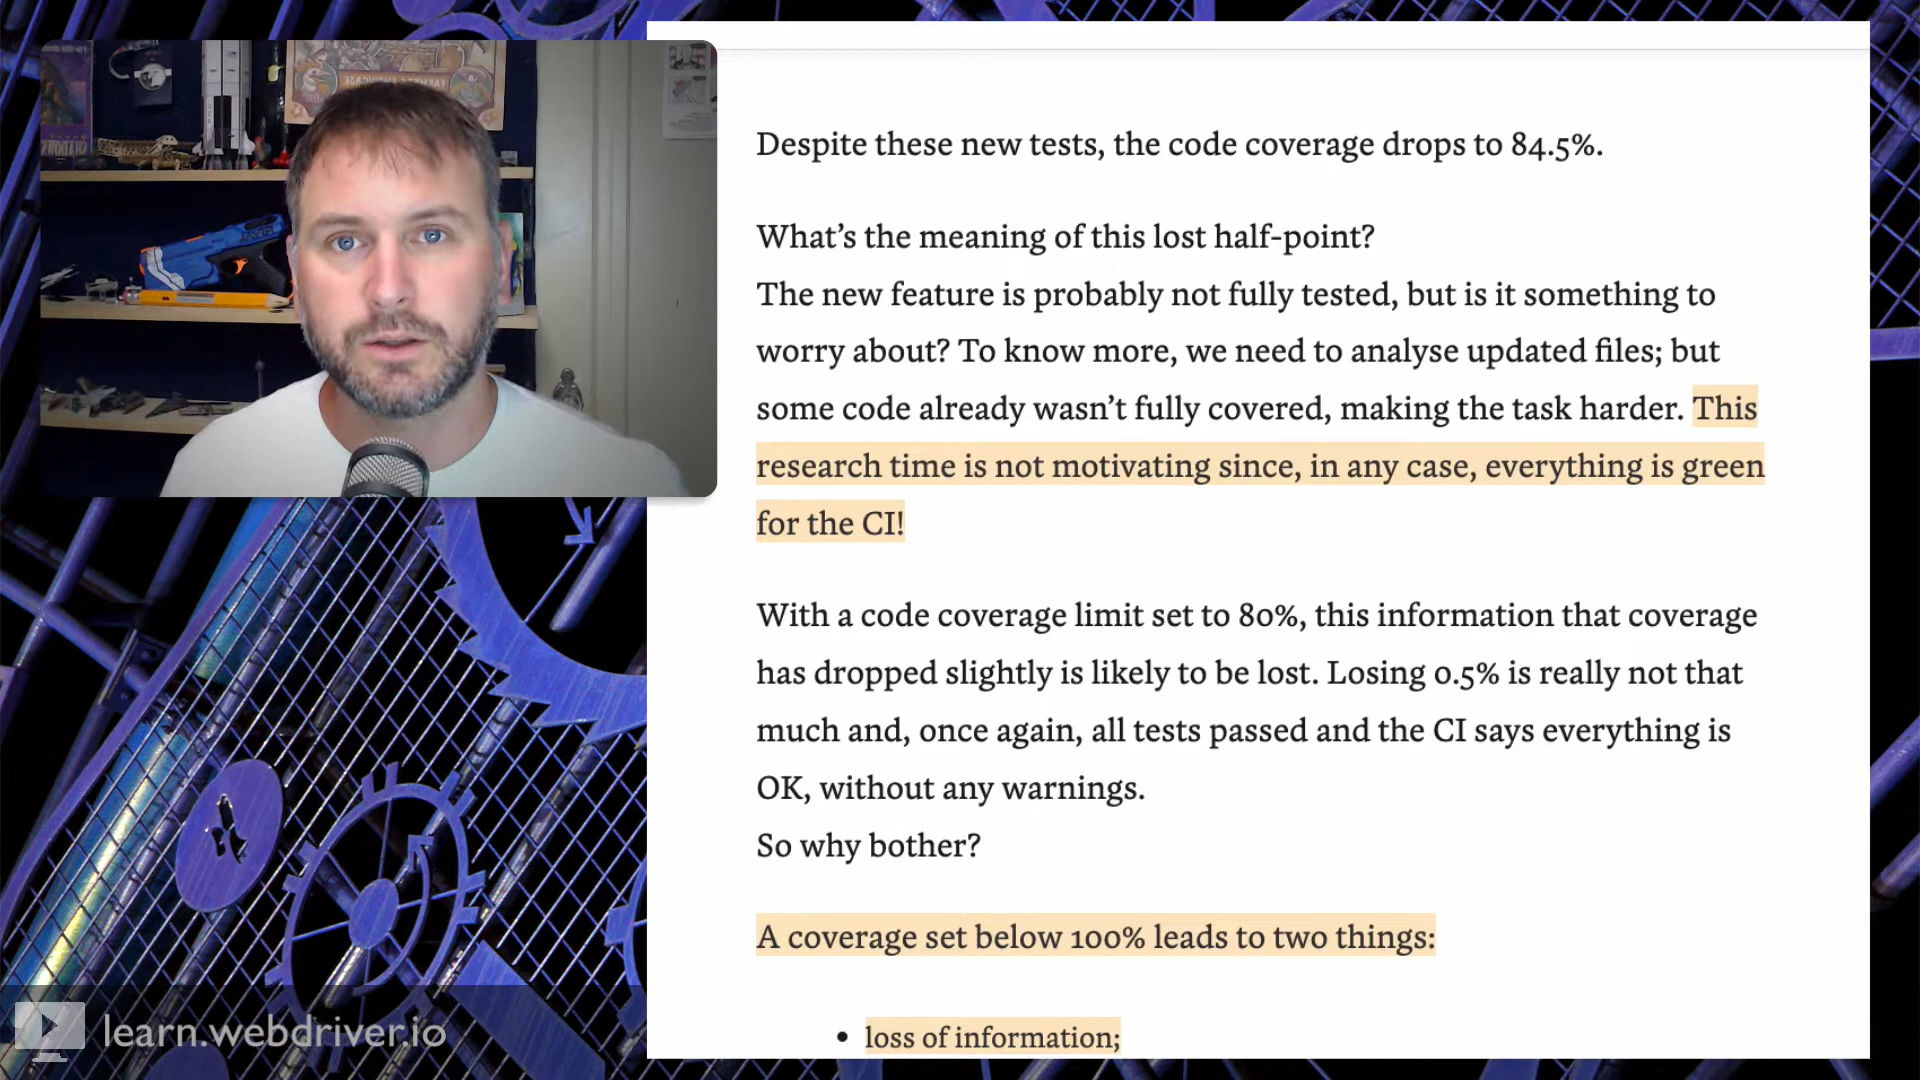 Despite these new tests, the code coverage drops to 84.5%.
What’s the meaning of this lost half-point?
The new feature is probably not fully tested, but is it something to
worry about? To know more, we need to analyse updated files; but
some code already wasn’t fully covered, making the task harder. This
research time is not motivating since, in any case, everything is green
for the CI!
With a code coverage limit set to 80%, this information that coverage
has dropped slightly is likely to be lost. Losing 0.5% is really not that
much and, once again, all tests passed and the CI says everything is
OK, without any warnings.
So why bother?
A coverage set below 100% leads to two things:
• loss of information;
learn.webdriver.io